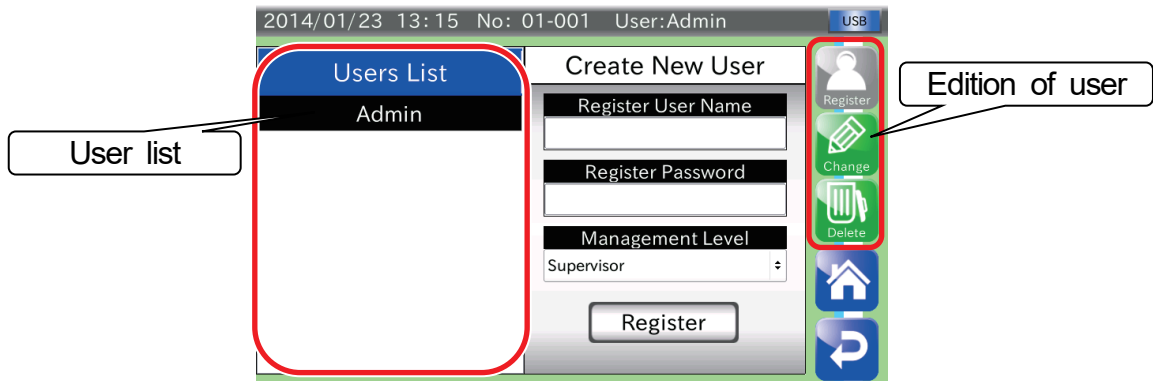 2014/01/23 13:15 No: 01-001 User:Admin USB
Users List
Admin
Create New User
Register User Name
Register Password
Management Level
Supervisor
Register
Register
Change
Delete
User list
Edition of user